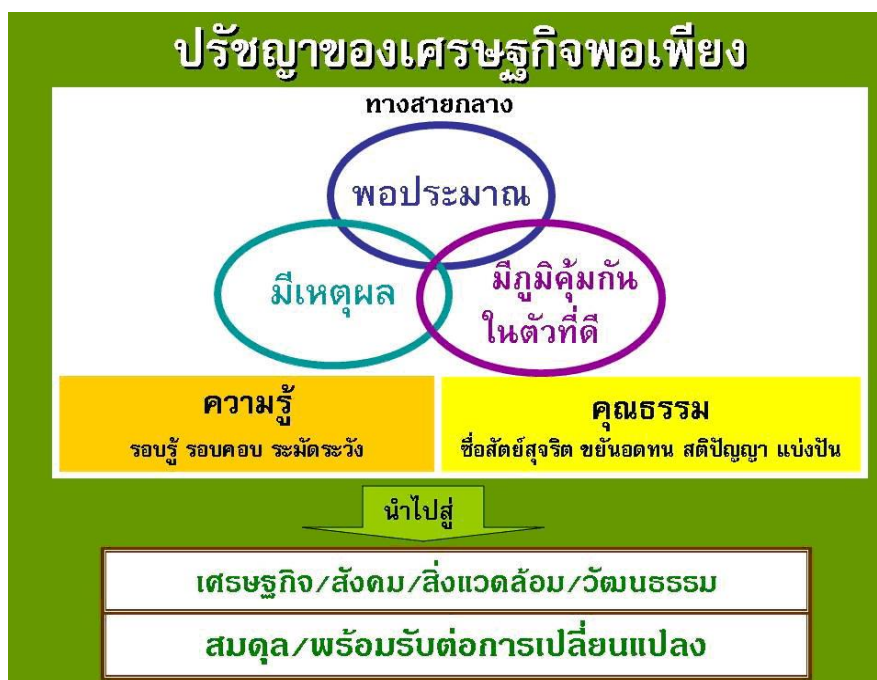 ปรัชญาของเศรษฐกิจพอเพียง
ทางสายกลาง
พอประมาณ
มีเหตุผล
มีภูมิคุ้มกัน
ในตัวที่ดี
ความรู้
รอบรู้ รอบคอบ ระมัดระวัง
คุณธรรม
ซื่อสัตย์สุจริต ขยันอดทน สติปัญญา แบ่งปัน
นำไปสู่
เศรษฐกิจ/สังคม/สิ่งแวดล้อม/วัฒนธรรม
สมดุล/พร้อมรับต่อการเปลี่ยนแปลง